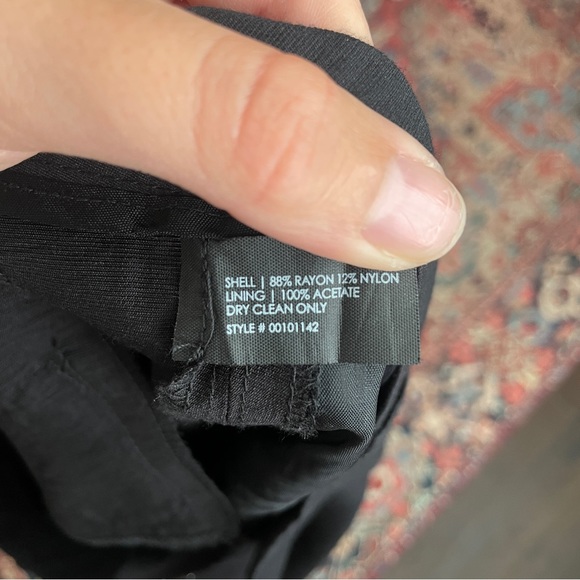 SHELL | 88% RAYON 12% NYLON
LINING | 100% ACETATE
DRY CLEAN ONLY
STYLE # 00101142